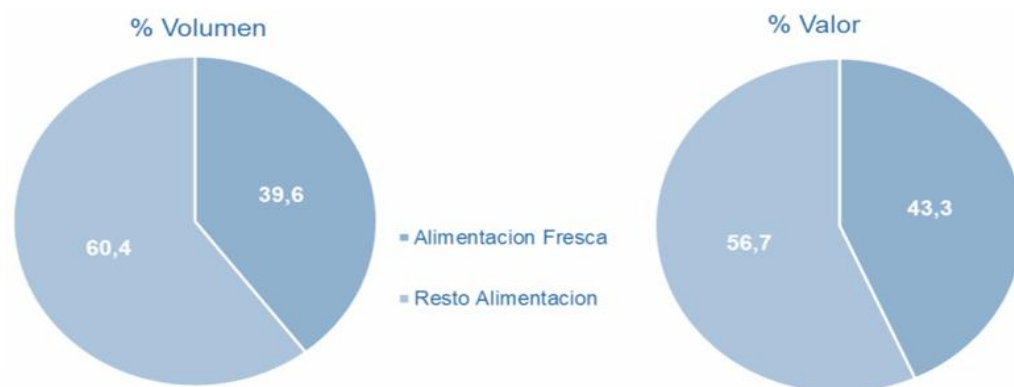 % Volumen
39,6
60,4
Alimentacion Fresca
Resto Alimentacion
% Valor
43,3
56,7